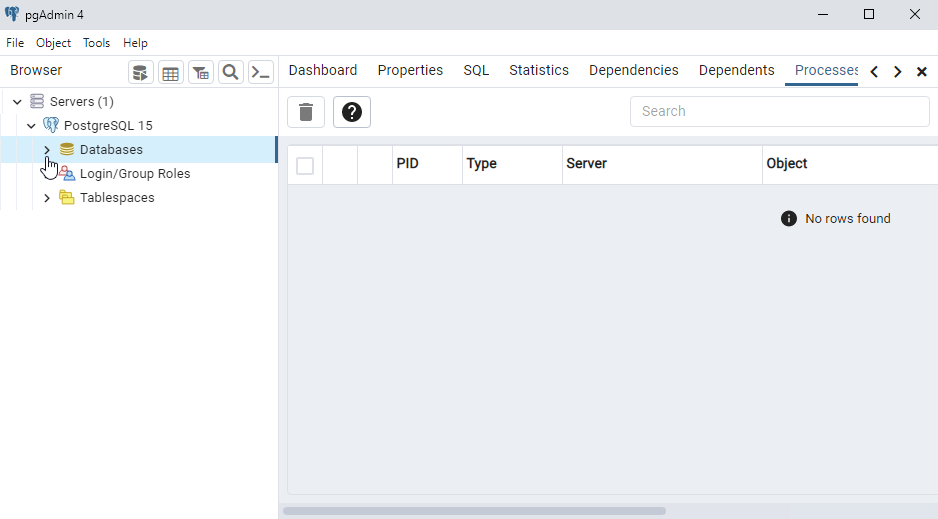 pgAdmin 4
File Object Tools Help
Browser
Dashboard Properties SQL Statistics Dependencies Dependents Processes
Servers (1)
PostgreSQL 15
Databases
Login/Group Roles
Tablespaces
Search
PID Type Server Object
No rows found